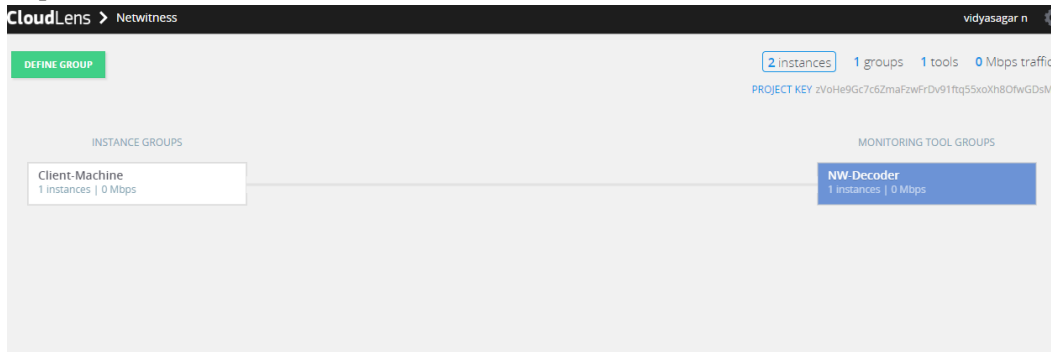 CloudLens > Netwitness vidyasagar n
DEFINE GROUP
2 instances 1 groups 1 tools 0 Mbps traffic
PROJECT KEY zVoHe9Gc7c6ZmaFzwFrDv91ftq55xoXh8OfwGDsM
INSTANCE GROUPS MONITORING TOOL GROUPS
Client-Machine NW-Decoder
1 instances | 0 Mbps 1 instances | 0 Mbps